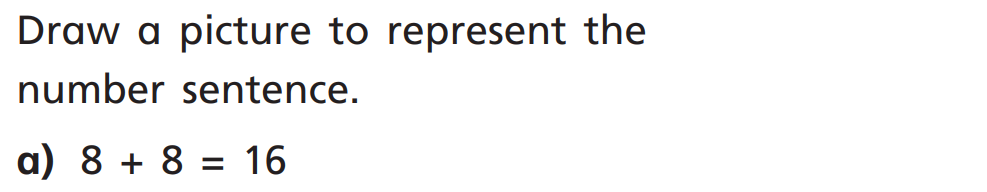 Draw a picture to represent the
number sentence.
a) 8 + 8 = 16